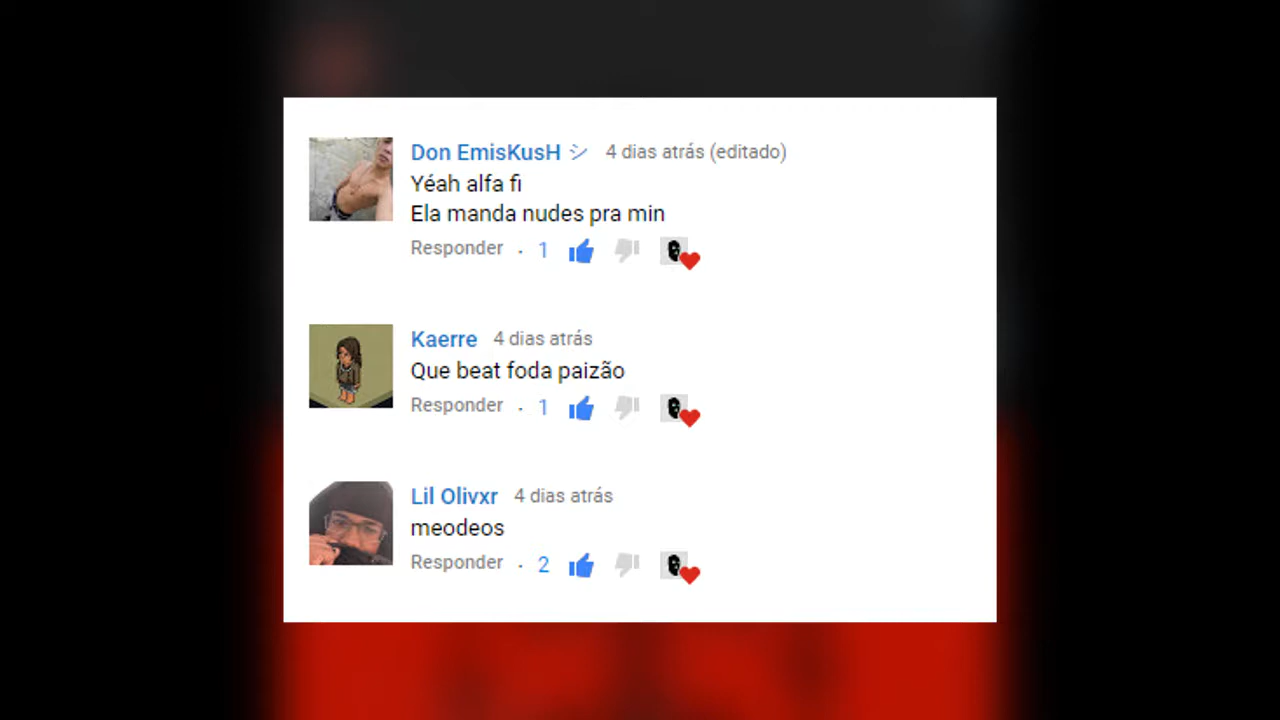 Don EmisKusH シ 4 dias atrás (editado)
Yéah alfa fi
Ela manda nudes pra min
Responder · 1
Kaerre 4 dias atrás
Que beat foda paizão
Responder · 1
Lil Olivxr 4 dias atrás
meodeos
Responder · 2